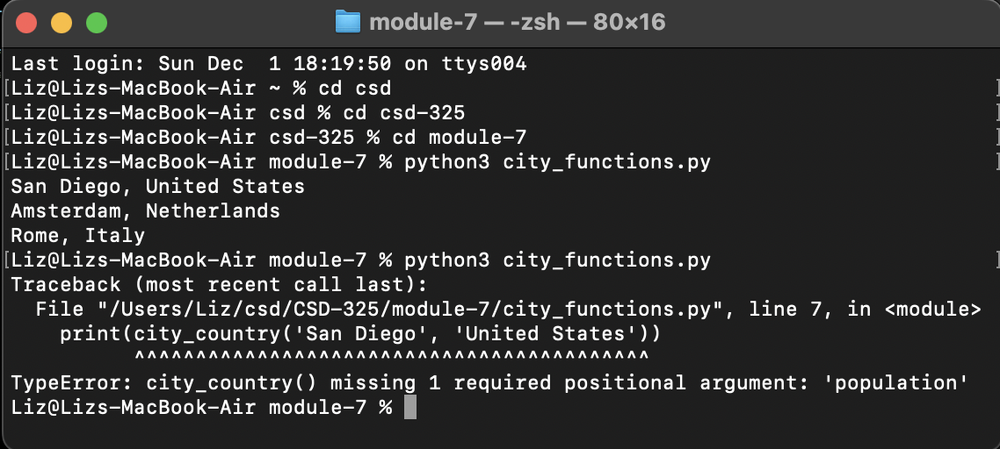 module-7 — -zsh — 80×16
Last login: Sun Dec  1 18:19:50 on ttys004
[Liz@Lizs-MacBook-Air ~ % cd csd ]
[Liz@Lizs-MacBook-Air csd % cd csd-325 ]
[Liz@Lizs-MacBook-Air csd-325 % cd module-7 ]
[Liz@Lizs-MacBook-Air module-7 % python3 city_functions.py ]
San Diego, United States
Amsterdam, Netherlands
Rome, Italy
[Liz@Lizs-MacBook-Air module-7 % python3 city_functions.py ]
Traceback (most recent call last):
  File "/Users/Liz/csd/CSD-325/module-7/city_functions.py", line 7, in <module>
    print(city_country('San Diego', 'United States'))
          ^^^^^^^^^^^^^^^^^^^^^^^^^^^^^^^^^^^^^^^^^^
TypeError: city_country() missing 1 required positional argument: 'population'
Liz@Lizs-MacBook-Air module-7 %